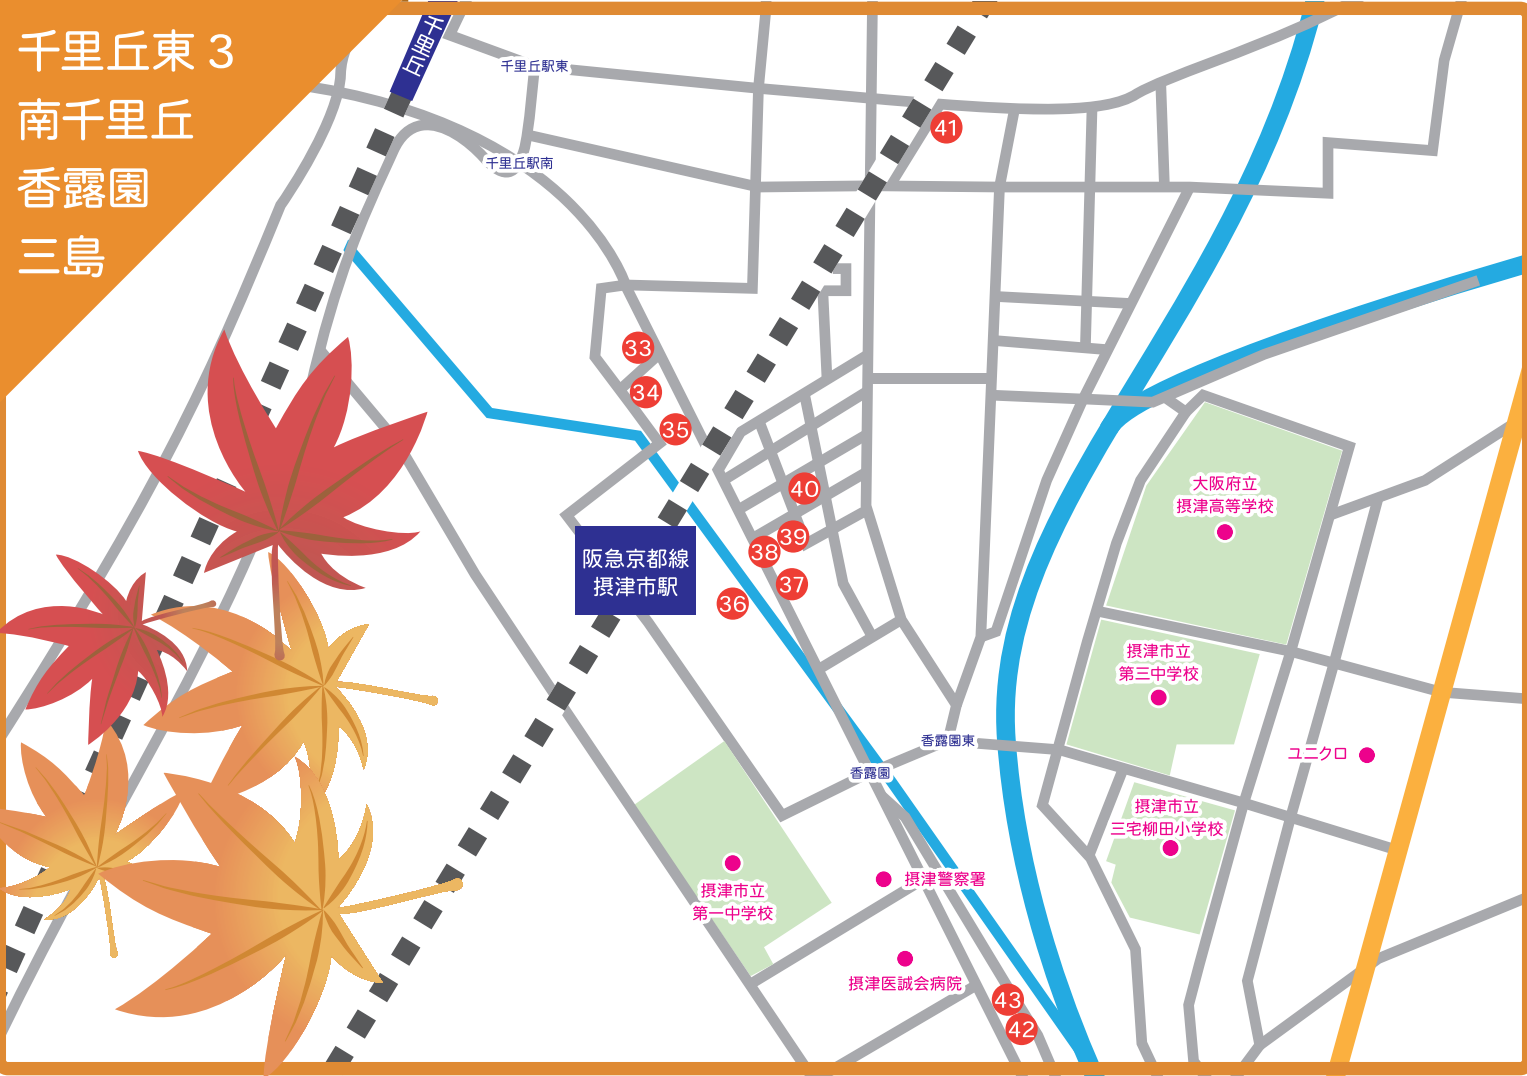 千里丘東3
南千里丘
香露園
三島
千里丘
千里丘駅東
41
千里丘駅南
33
34
35
大阪府立
摂津高等学校
40
39
38
阪急京都線
摂津市駅
37
36
摂津市立
第三中学校
香露園東
ユニクロ
香露園
摂津市立
三宅柳田小学校
摂津市立
第一中学校
摂津警察署
摂津医誠会病院
43
42